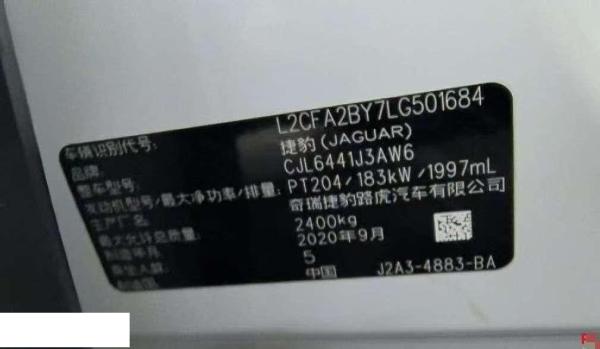 车辆识别代号: L2CFA2BY7LG501684
品牌: 捷豹(JAGUAR)
整车型号: CJL6441J3AW6
发动机型号/最大净功率/排量: PT204/183kW/1997mL
生产厂名: 奇瑞捷豹路虎汽车有限公司
最大允许总质量: 2400kg
制造年月: 2020年9月
乘坐人数: 5
制造国: 中国
J2A3-4883-BA